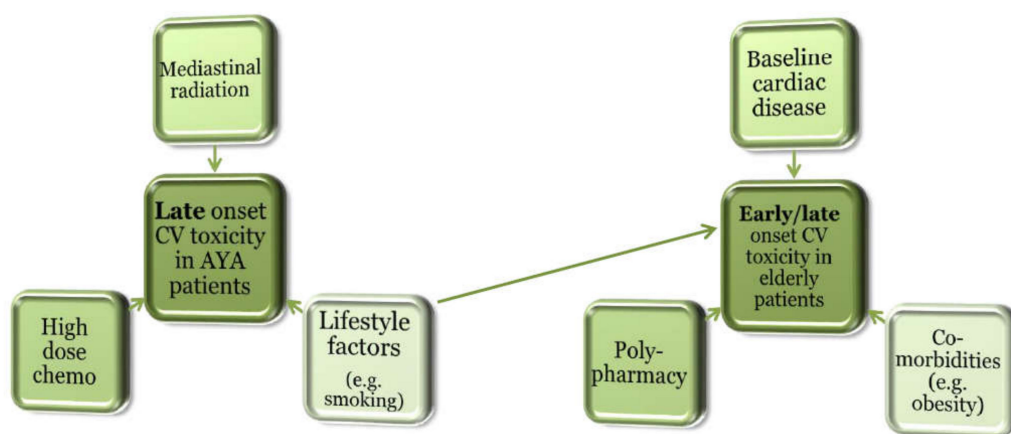 Mediastinal
radiation
Baseline
cardiac
disease
Late onset
CV toxicity
in AYA
patients
Early/late
onset CV
toxicity in
elderly
patients
High
dose
chemo
Lifestyle
factors
(e.g.
smoking)
Poly-
pharmacy
Co-
morbidities
(e.g.
obesity)